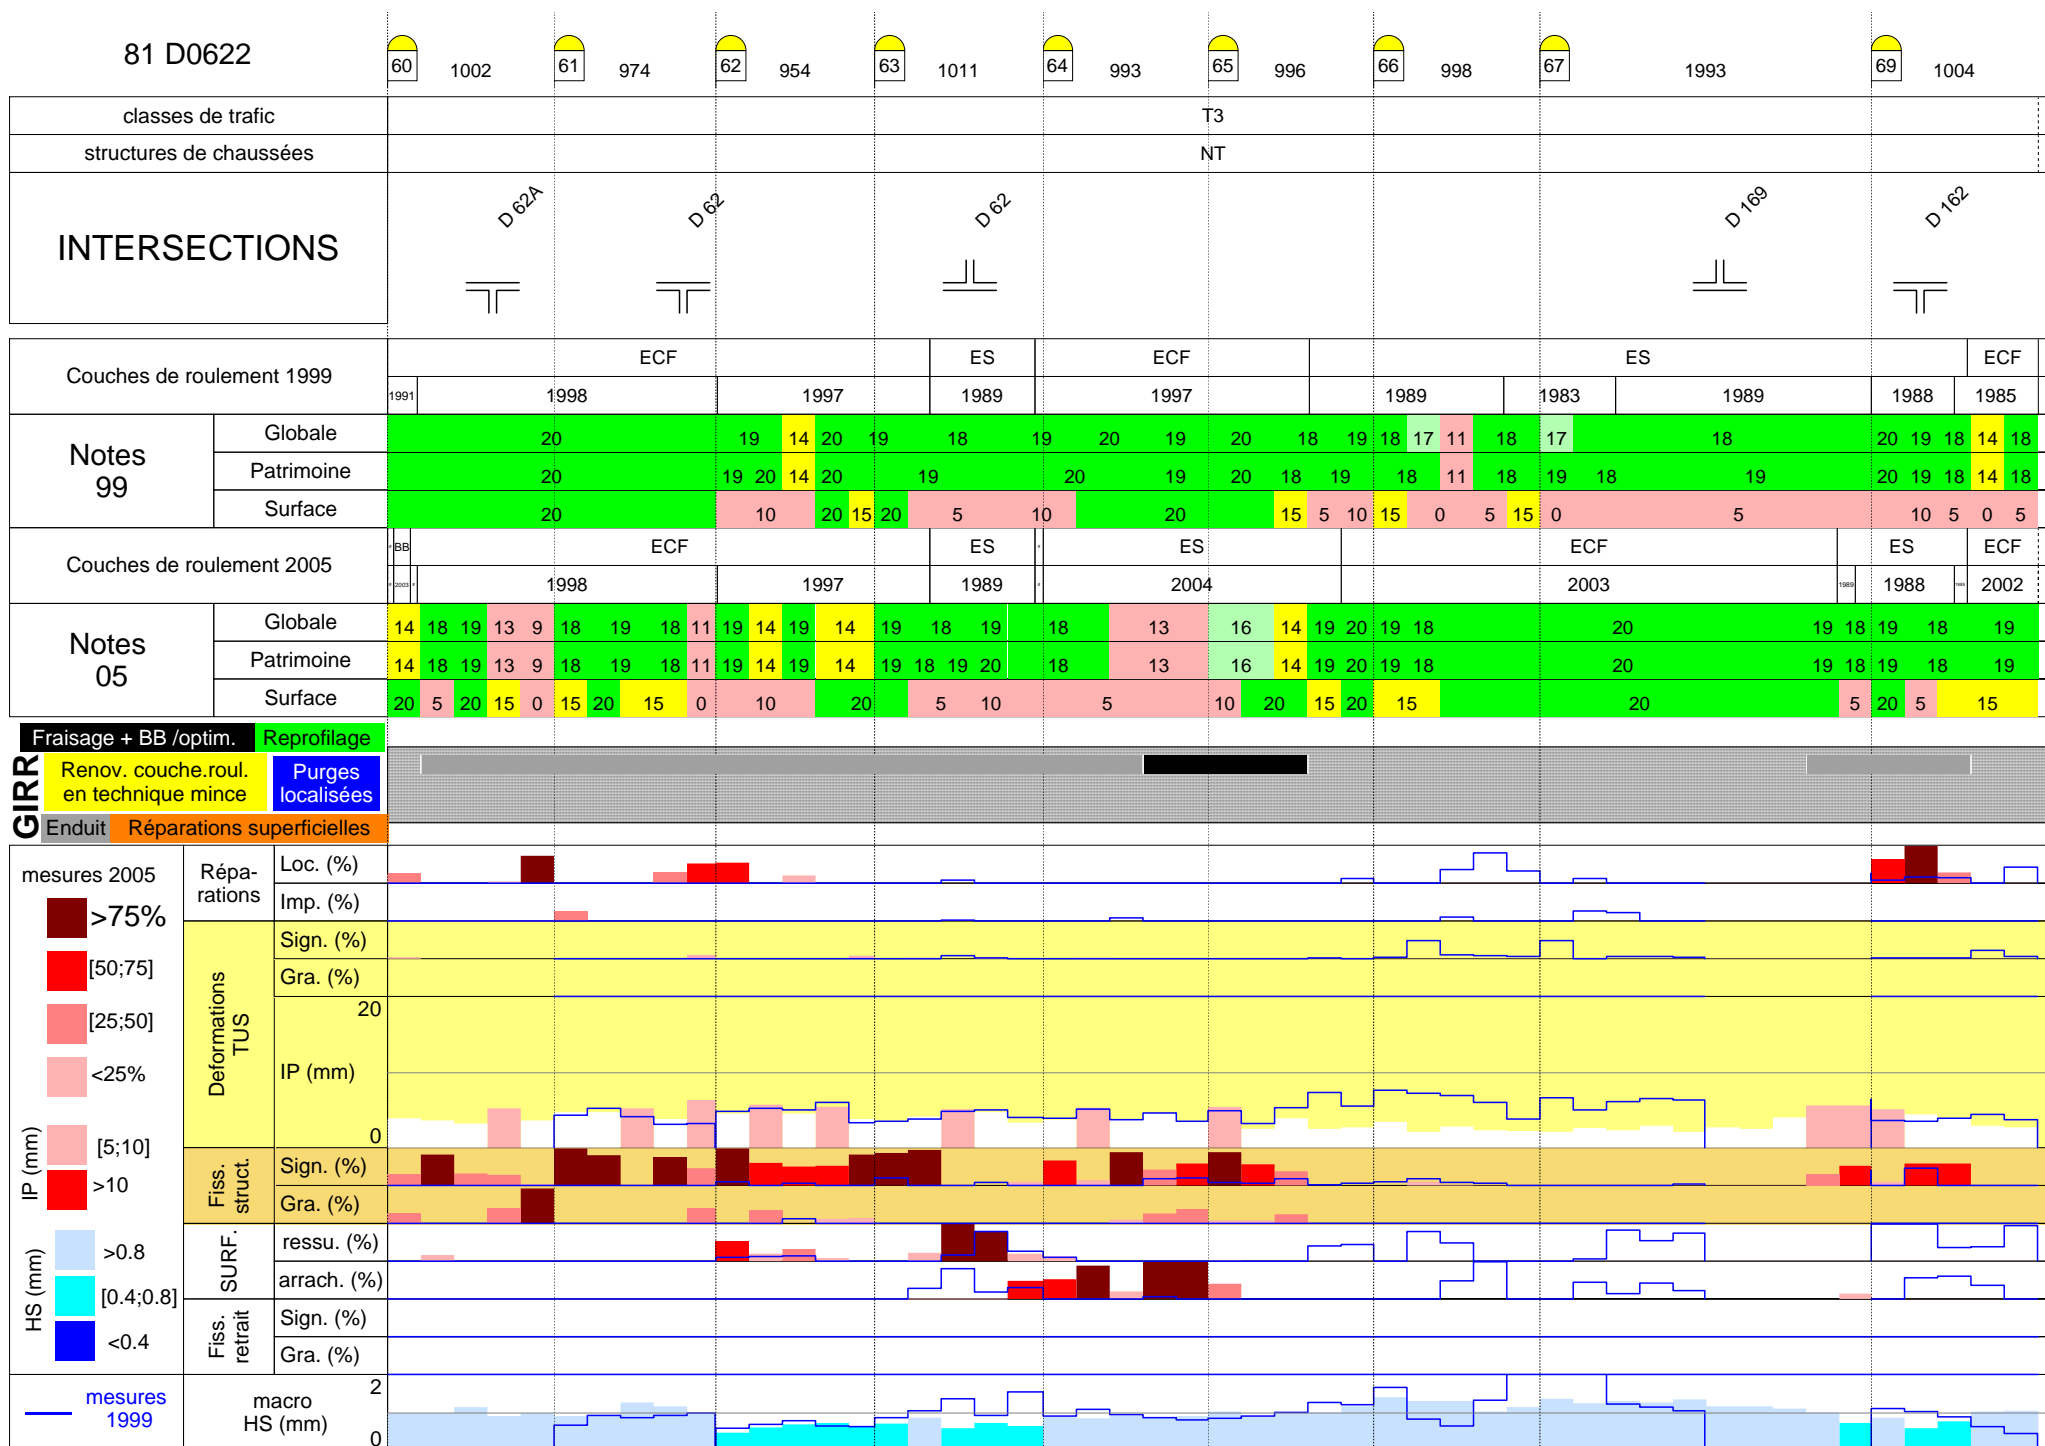 81 D0622
60 1002 61 974 62 954 63 1011 64 993 65 996 66 998 67 1993 69 1004
classes de trafic T3
structures de chaussées NT
INTERSECTIONS D 62A D 62 D 62 D 169 D 162
Couches de roulement 1999
ECF ES ECF ES ECF
1991 1998 1997 1989 1997 1989 1983 1989 1988 1985
Notes 99
Globale 20 19 14 20 19 18 19 20 19 20 18 19 18 17 11 18 17 18 20 19 18 14 18
Patrimoine 20 19 20 14 20 19 20 19 20 18 19 18 11 18 19 18 19 20 19 18 14 18
Surface 20 10 20 15 20 5 10 20 15 5 10 15 0 5 15 0 5 10 5 0 5
Couches de roulement 2005
BB ECF ES ES ECF ES ECF
2003 1998 1997 1989 2004 2003 1989 1988 2002
Notes 05
Globale 14 18 19 13 9 18 19 18 11 19 14 19 14 19 18 19 18 13 16 14 19 20 19 18 20 19 18 19 18 19
Patrimoine 14 18 19 13 9 18 19 18 11 19 14 19 14 19 18 19 20 18 13 16 14 19 20 19 18 20 19 18 19 18 19
Surface 20 5 20 15 0 15 20 15 0 10 20 5 10 5 10 20 15 20 15 20 5 20 5 15
GIRR
Fraisage + BB /optim. Reprofilage
Renov. couche.roul.
en technique mince
Purges
localisées
Enduit Réparations superficielles
mesures 2005
>75%
[50;75]
[25;50]
<25%
IP (mm)
[5;10]
>10
HS (mm)
>0.8
[0.4;0.8]
<0.4
mesures
1999
Répa-
rations
Loc. (%)
Imp. (%)
Deformations
TUS
Sign. (%)
Gra. (%)
20
IP (mm)
0
Fiss.
struct.
Sign. (%)
Gra. (%)
SURF.
ressu. (%)
arrach. (%)
Fiss.
retrait
Sign. (%)
Gra. (%)
macro
HS (mm)
2
0